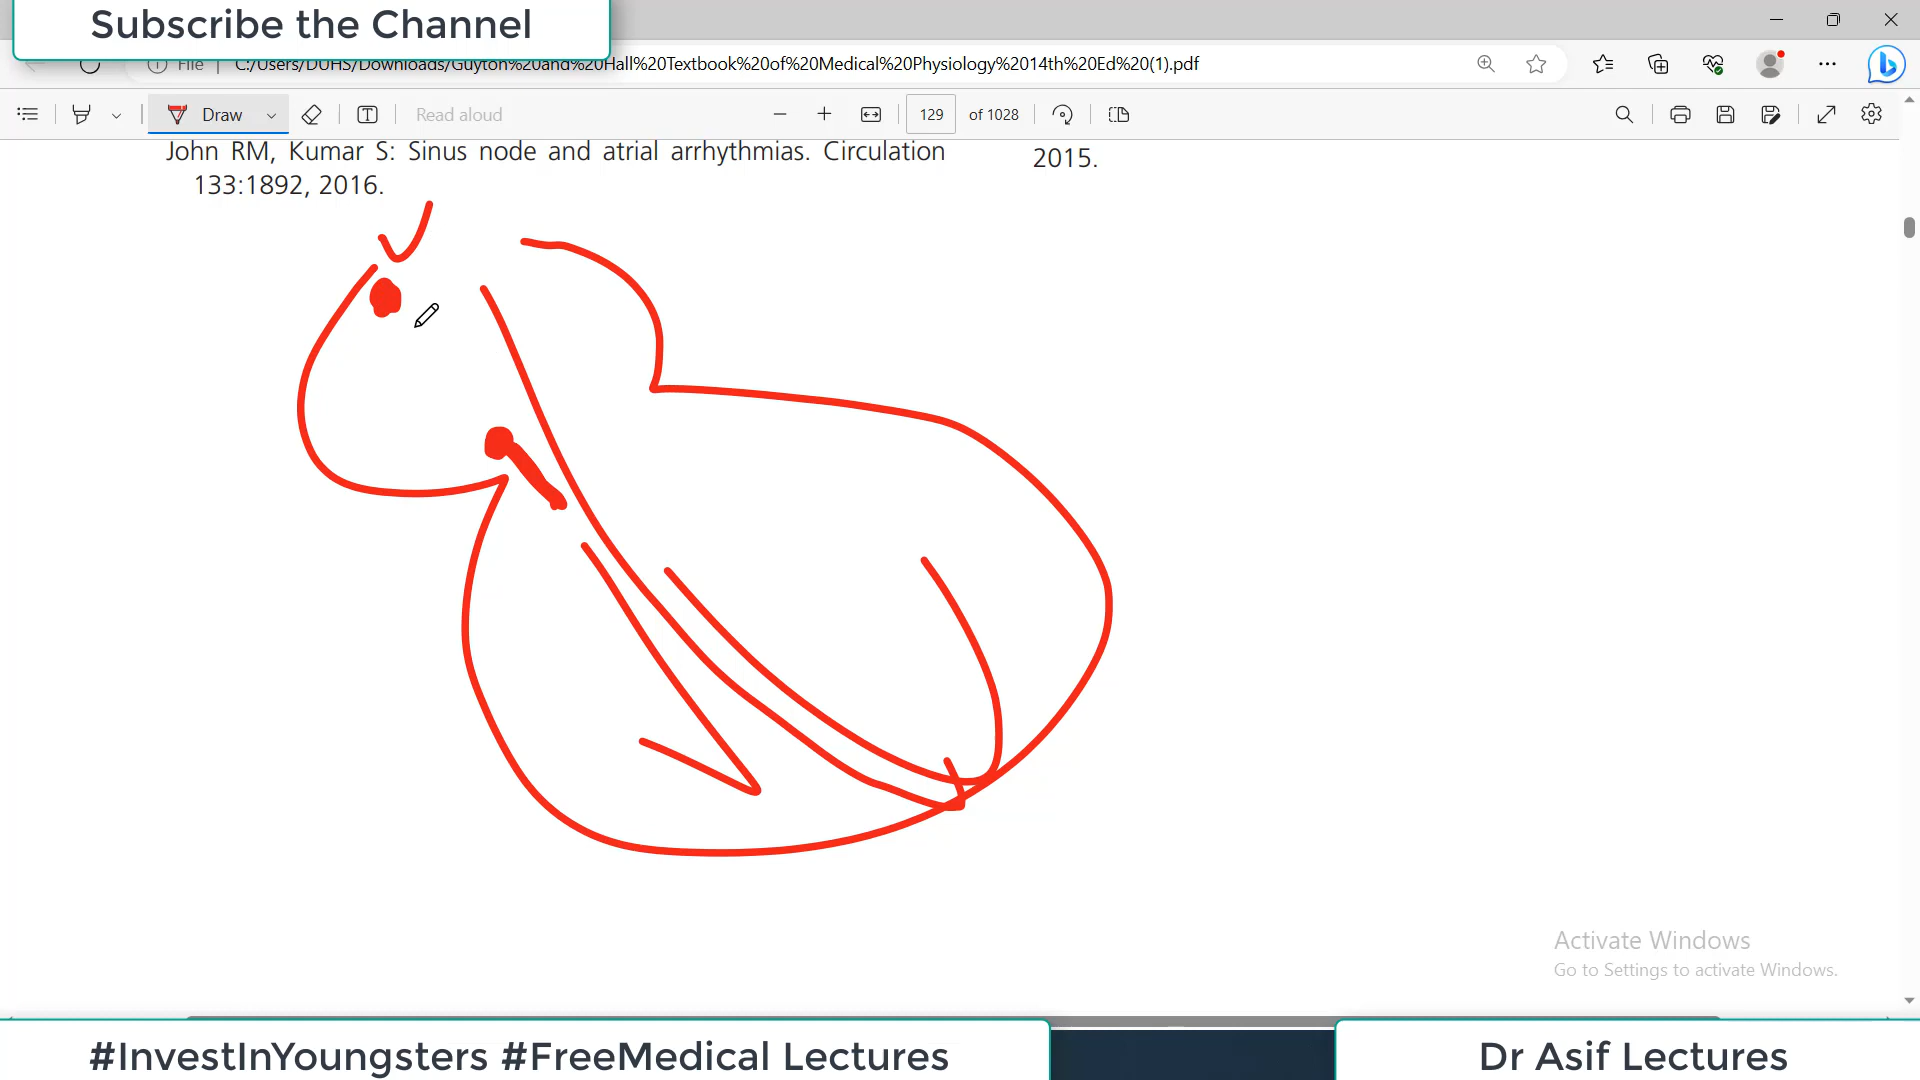 Subscribe the Channel
File | C:/Users/DUHS/Downloads/Guyton%20and%20Hall%20Textbook%20of%20Medical%20Physiology%2014th%20Ed%20(1).pdf
Draw
Read aloud
129 of 1028
John RM, Kumar S: Sinus node and atrial arrhythmias. Circulation
133:1892, 2016.
2015.
Activate Windows
Go to Settings to activate Windows.
#InvestInYoungsters #FreeMedical Lectures
Dr Asif Lectures